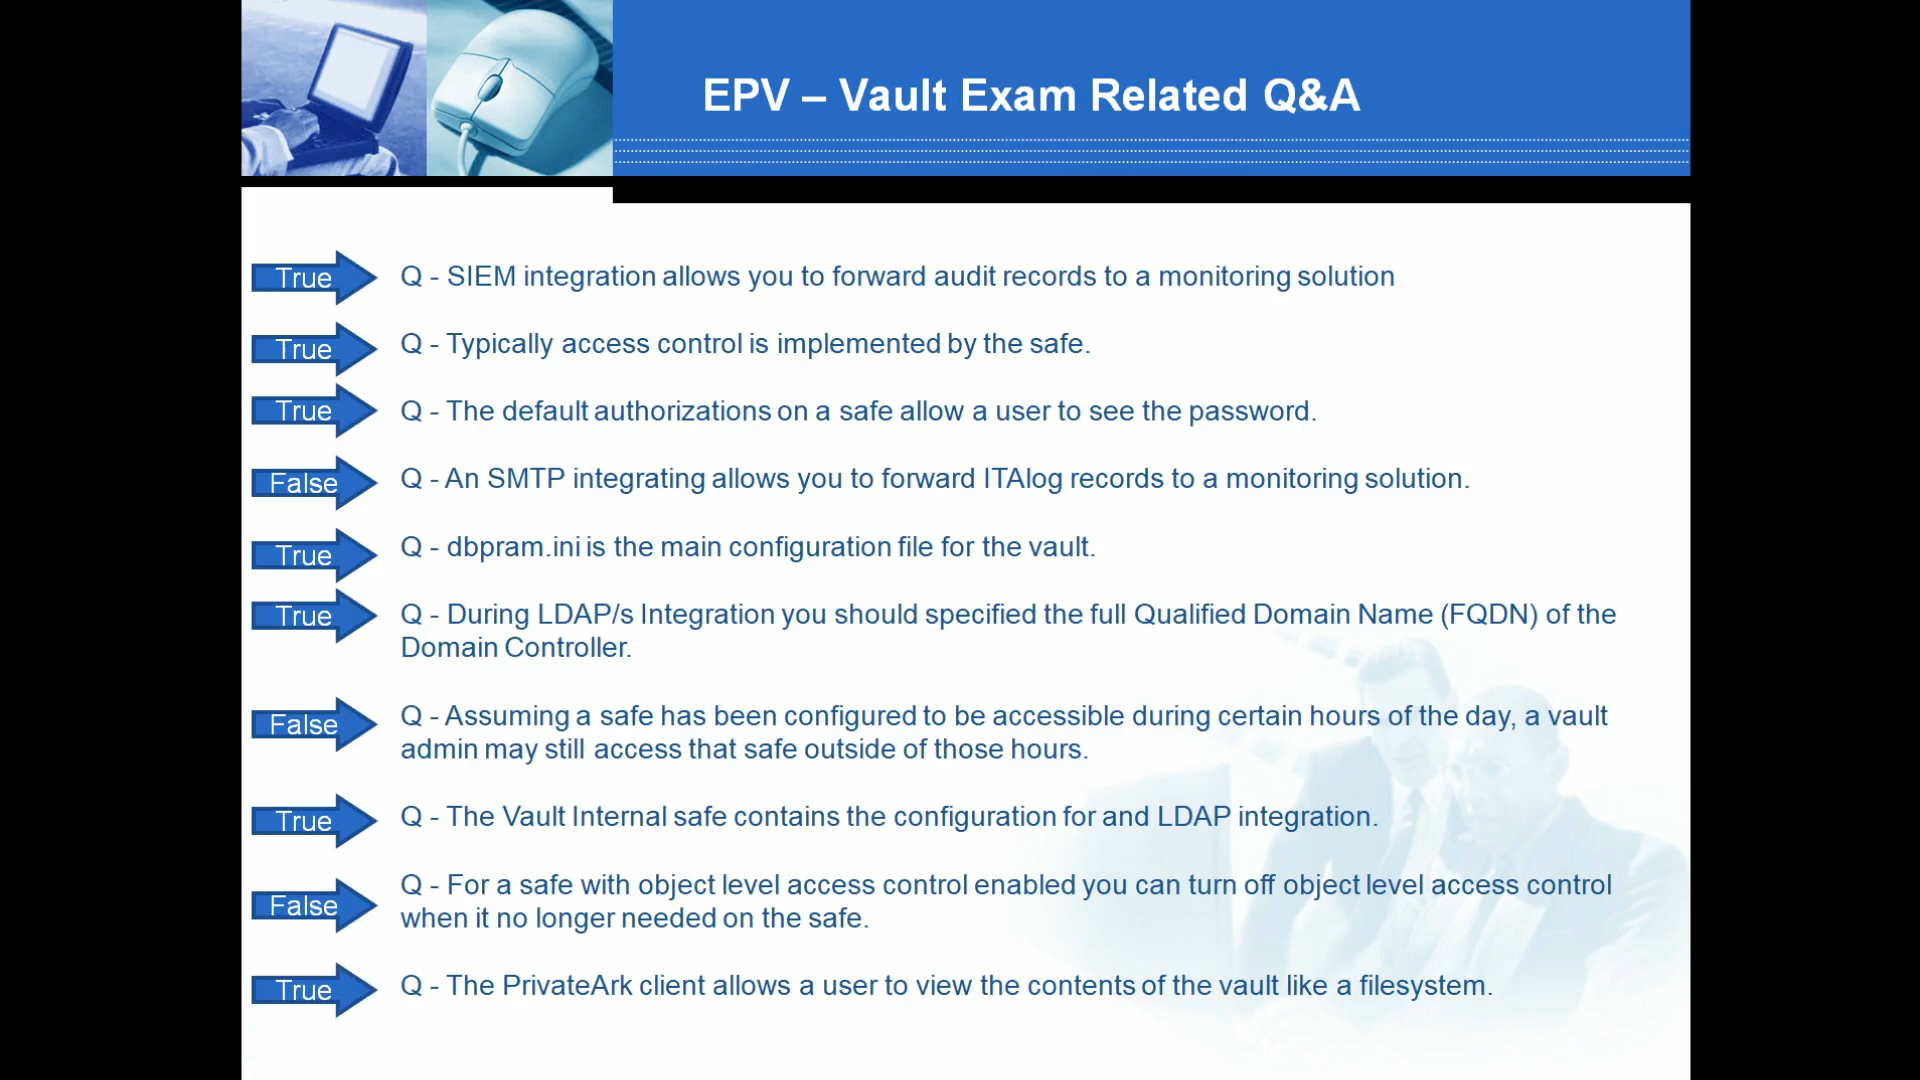 EPV – Vault Exam Related Q&A
True
Q - SIEM integration allows you to forward audit records to a monitoring solution
True
Q - Typically access control is implemented by the safe.
True
Q - The default authorizations on a safe allow a user to see the password.
False
Q - An SMTP integrating allows you to forward ITAlog records to a monitoring solution.
True
Q - dbpram.ini is the main configuration file for the vault.
True
Q - During LDAP/s Integration you should specified the full Qualified Domain Name (FQDN) of the
Domain Controller.
False
Q - Assuming a safe has been configured to be accessible during certain hours of the day, a vault
admin may still access that safe outside of those hours.
True
Q - The Vault Internal safe contains the configuration for and LDAP integration.
False
Q - For a safe with object level access control enabled you can turn off object level access control
when it no longer needed on the safe.
True
Q - The PrivateArk client allows a user to view the contents of the vault like a filesystem.